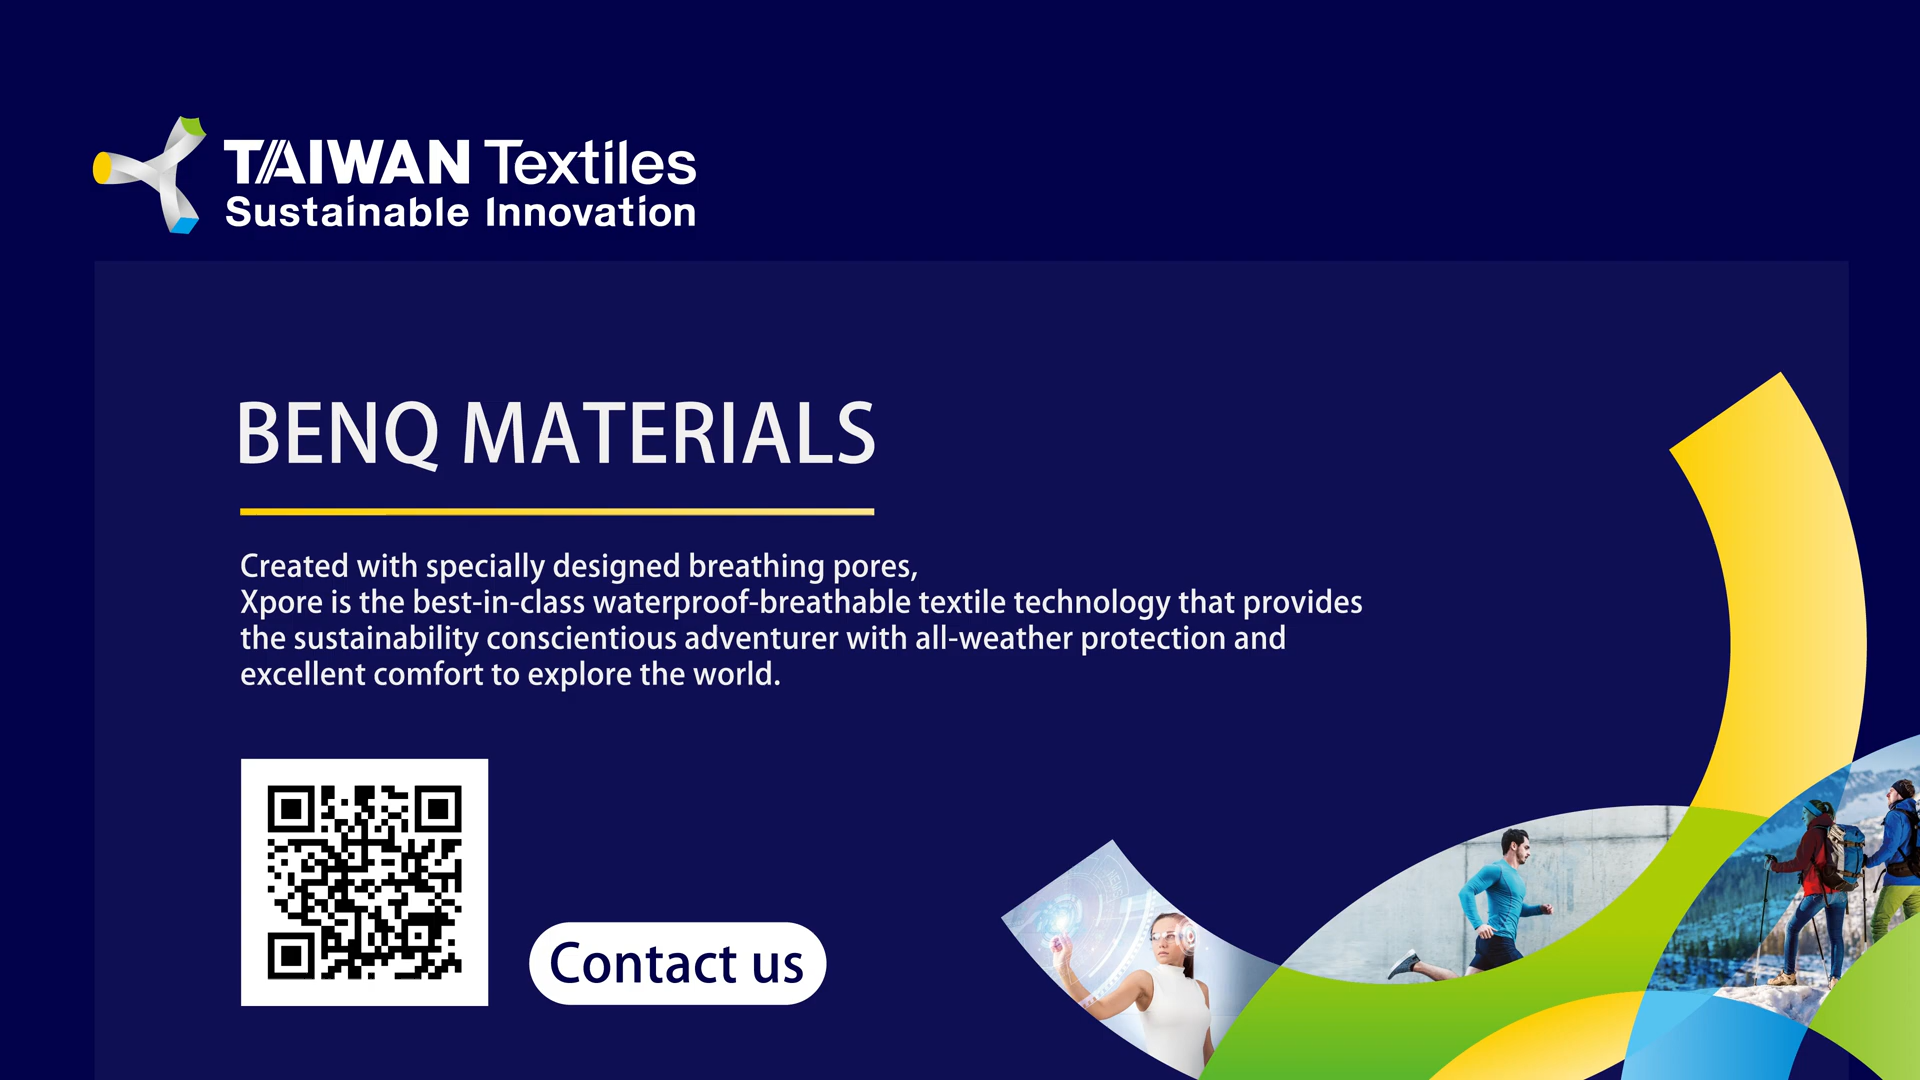 TAIWAN Textiles
Sustainable Innovation
BENQ MATERIALS
Created with specially designed breathing pores,
Xpore is the best-in-class waterproof-breathable textile technology that provides
the sustainability conscientious adventurer with all-weather protection and
excellent comfort to explore the world.
Contact us